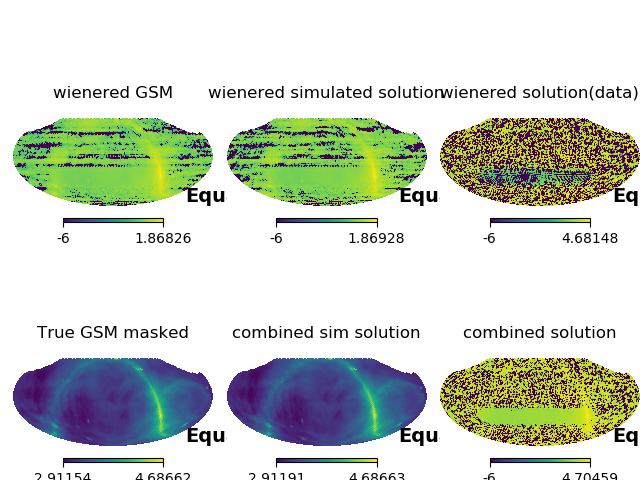 wienered GSM
wienered simulated solution
wienered solution(data)
Equ
Equ
Eq
-6 1.86826
-6 1.86928
-6 4.68148
True GSM masked
combined sim solution
combined solution
Equ
Equ
Eq
2.91154 4.68662
2.91191 4.68663
-6 4.70459